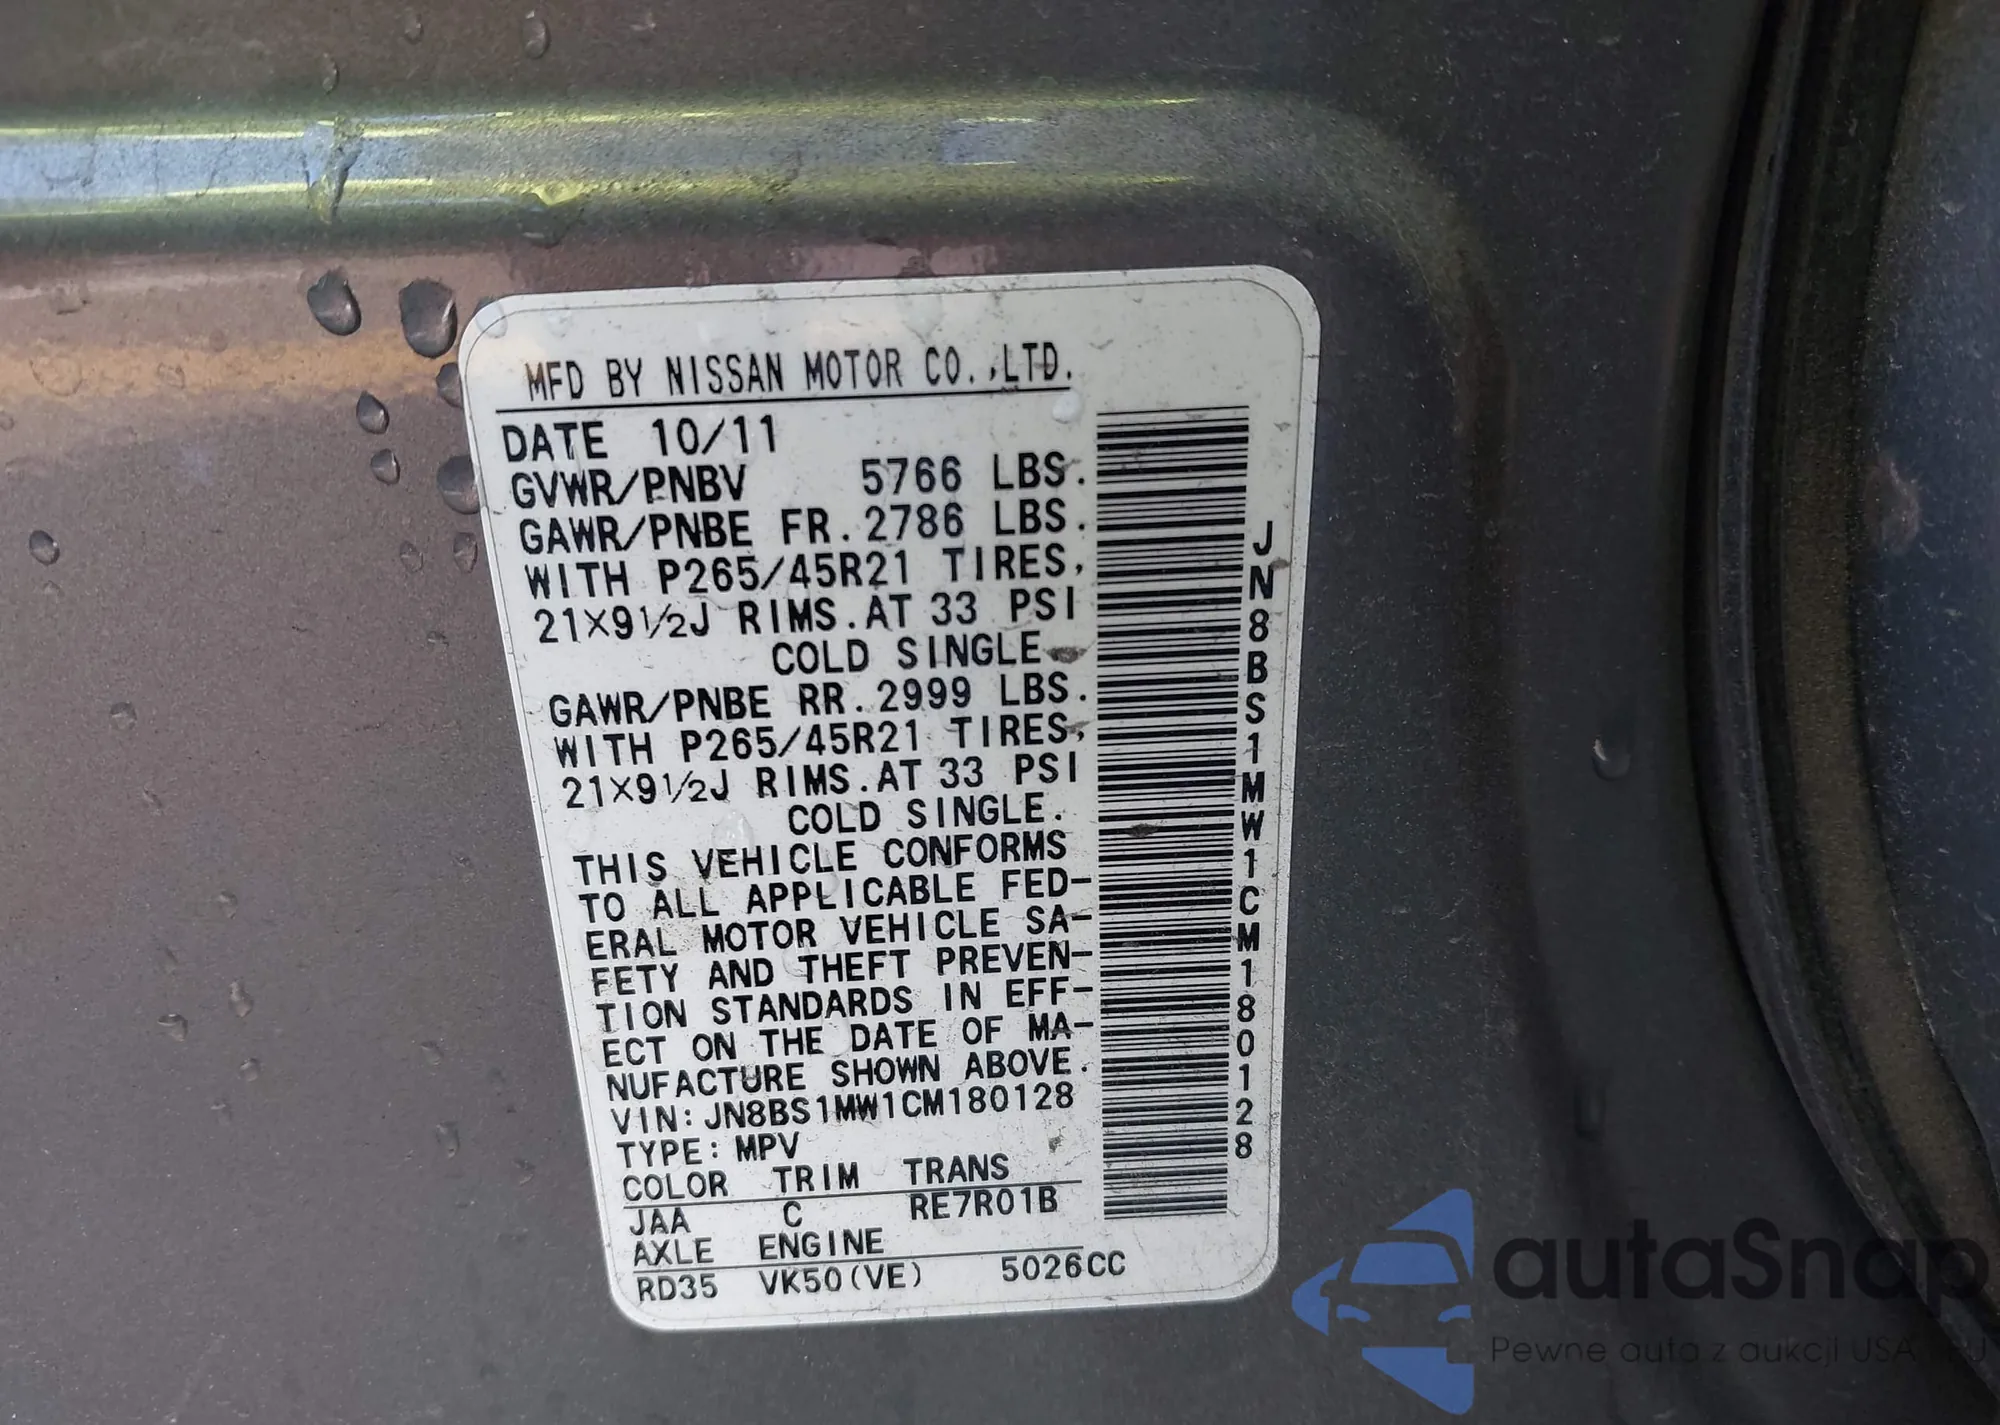 MFD BY NISSAN MOTOR CO.,LTD.
DATE 10/11
GVWR/PNBV 5766 LBS.
GAWR/PNBE FR. 2786 LBS.
WITH P265/45R21 TIRES,
21X9½J RIMS. AT 33 PSI
COLD SINGLE.
GAWR/PNBE RR. 2999 LBS.
WITH P265/45R21 TIRES,
21X9½J RIMS. AT 33 PSI
COLD SINGLE.
THIS VEHICLE CONFORMS
TO ALL APPLICABLE FED-
ERAL MOTOR VEHICLE SA-
FETY AND THEFT PREVEN-
TION STANDARDS IN EFF-
ECT ON THE DATE OF MA-
NUFACTURE SHOWN ABOVE.
VIN: JN8BS1MW1CM180128
TYPE: MPV
COLOR TRIM TRANS
JAA C RE7R01B
AXLE ENGINE
RD35 VK50(VE) 5026CC
JN8BS1MW1CM180128
autaSnap
Pewne auta z aukcji USA